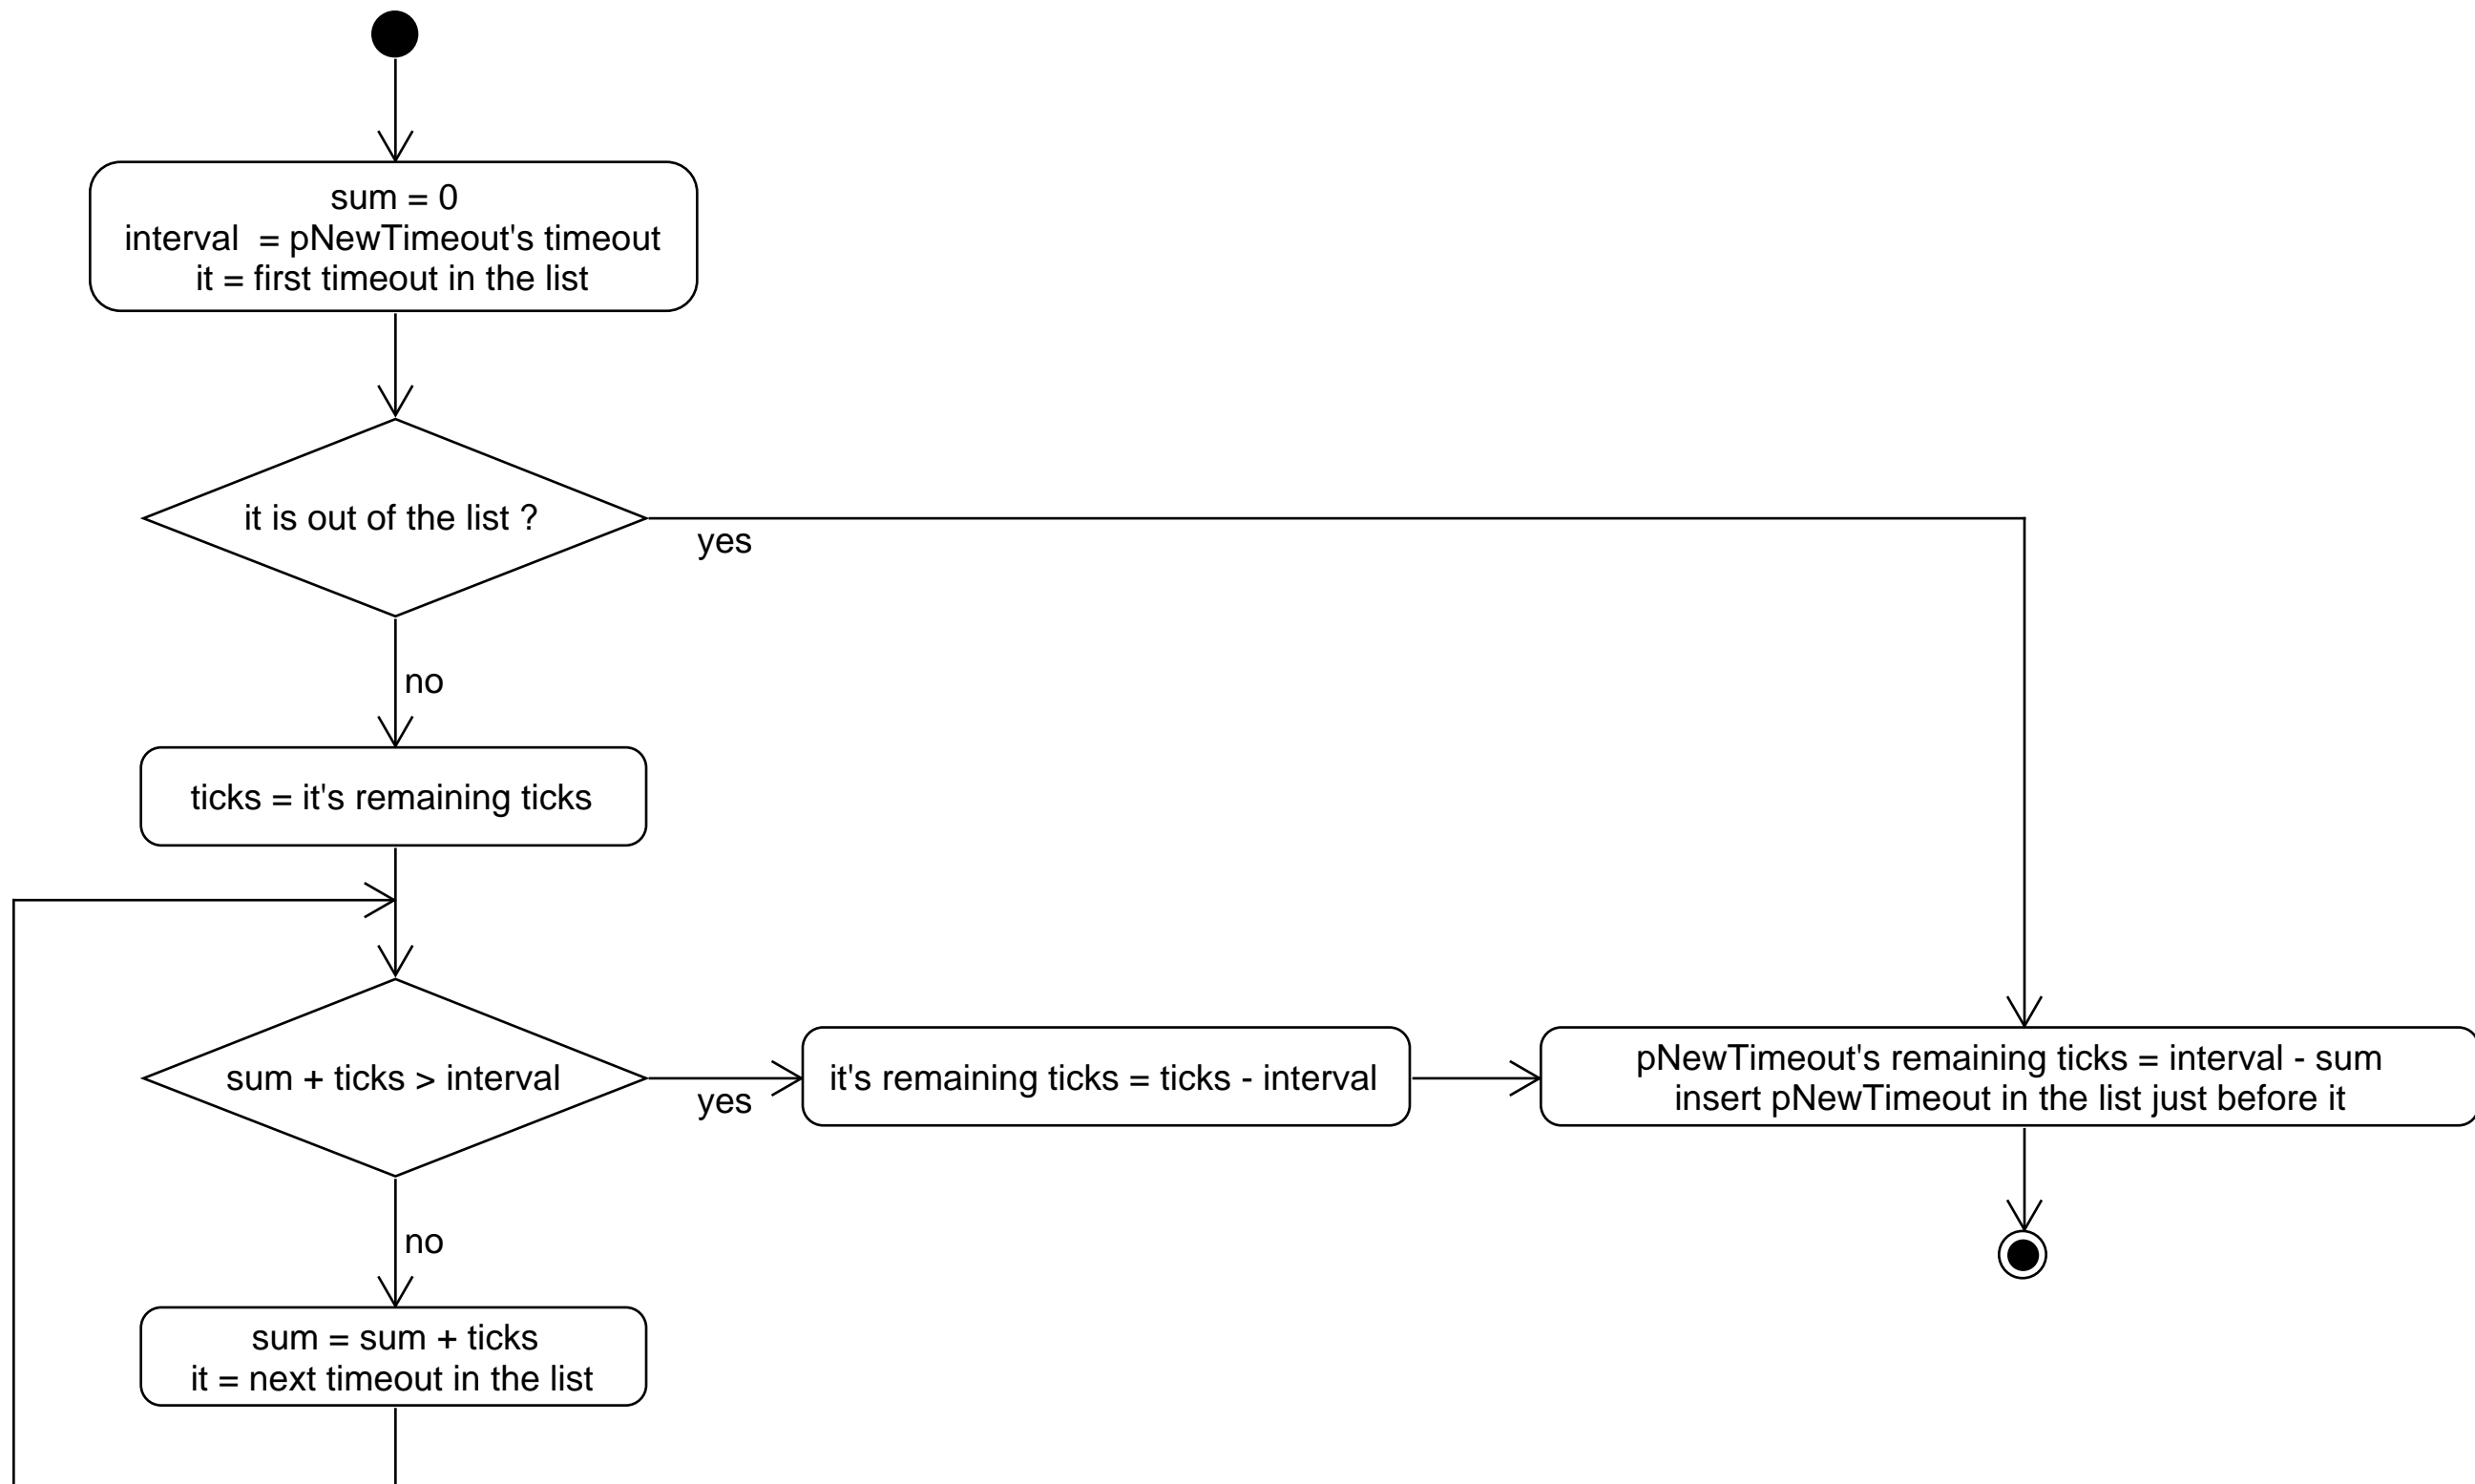 sum = 0
interval  = pNewTimeout's timeout
it = first timeout in the list
it is out of the list ?
yes
no
ticks = it's remaining ticks
sum + ticks > interval
yes
it's remaining ticks = ticks - interval
pNewTimeout's remaining ticks = interval - sum
insert pNewTimeout in the list just before it
no
sum = sum + ticks
it = next timeout in the list